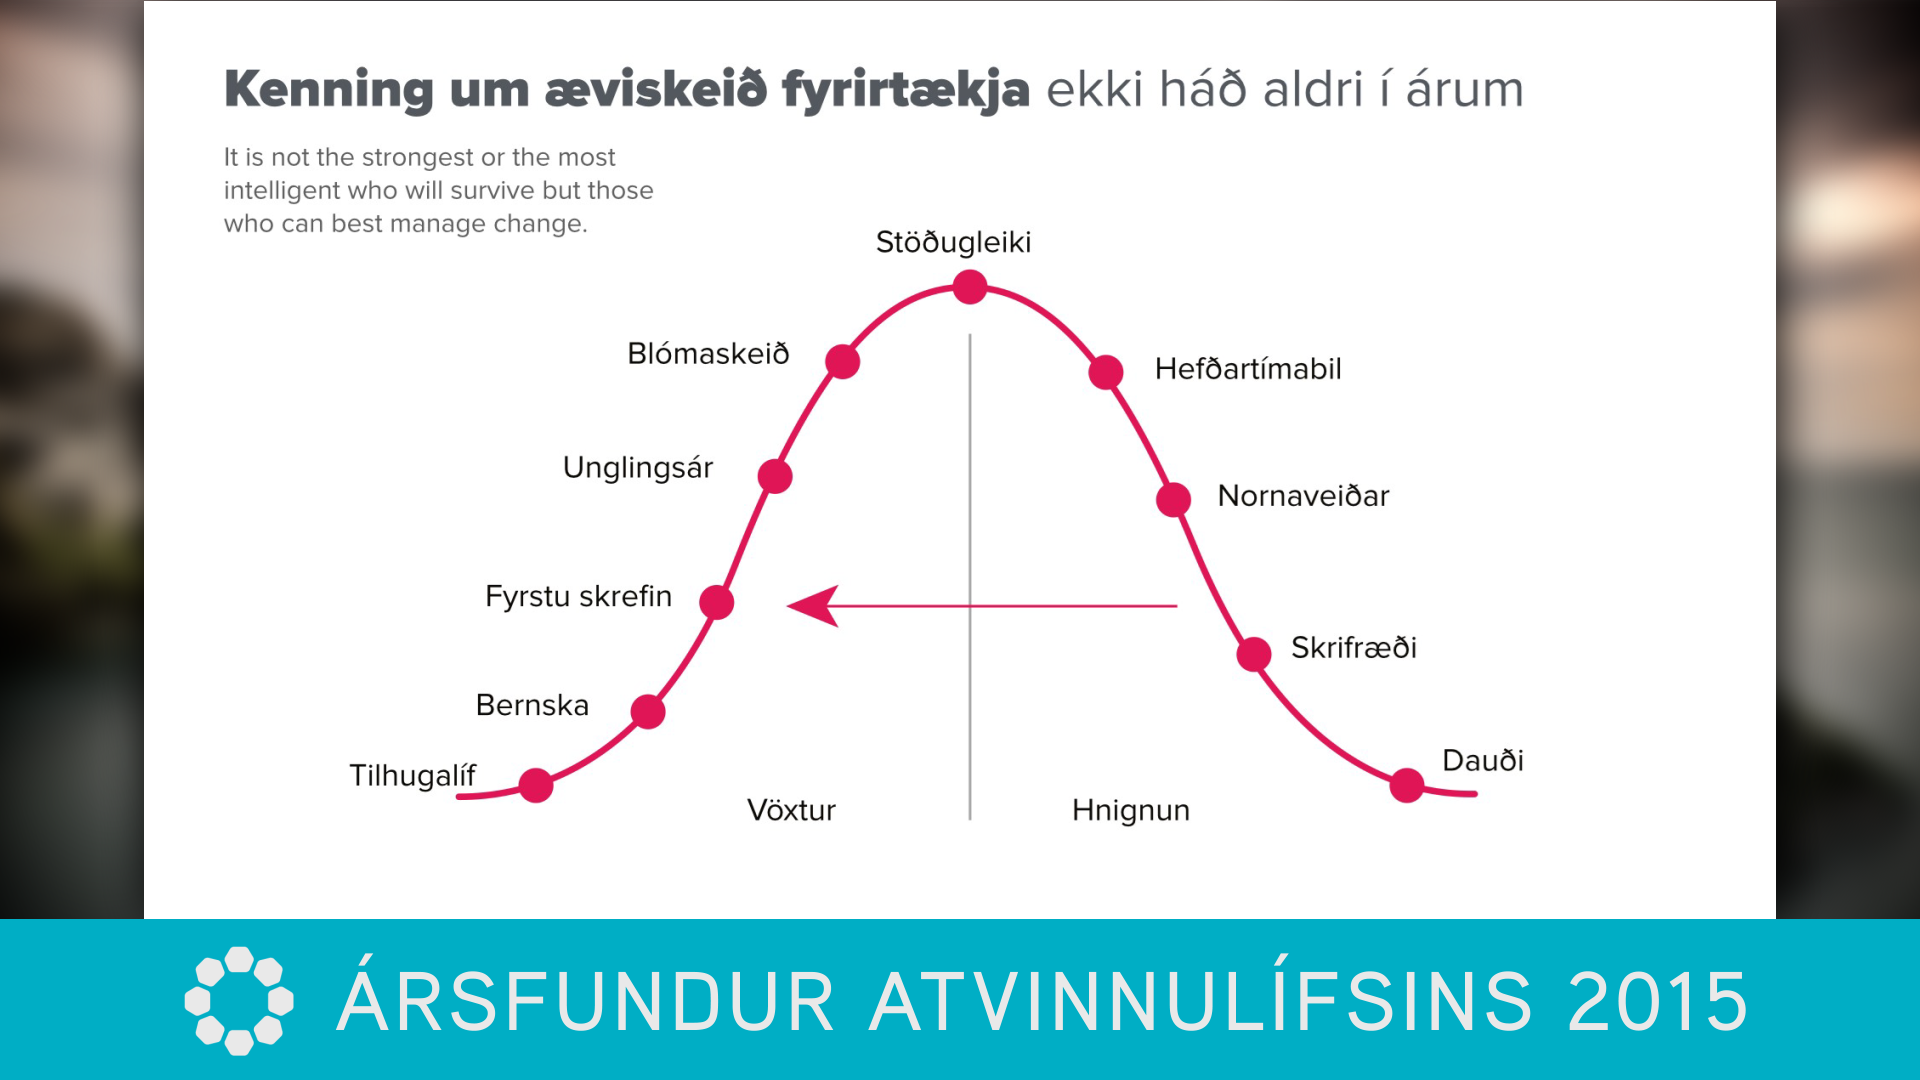 Kenning um æviskeið fyrirtækja ekki háð aldri í árum
It is not the strongest or the most
intelligent who will survive but those
who can best manage change.
Stöðugleiki
Blómaskeið
Hefðartímabil
Unglingsár
Nornaveiðar
Fyrstu skrefin
Skrifræði
Bernska
Dauði
Tilhugalíf
Vöxtur
Hnignun
ÁRSFUNDUR ATVINNULÍFSINS 2015